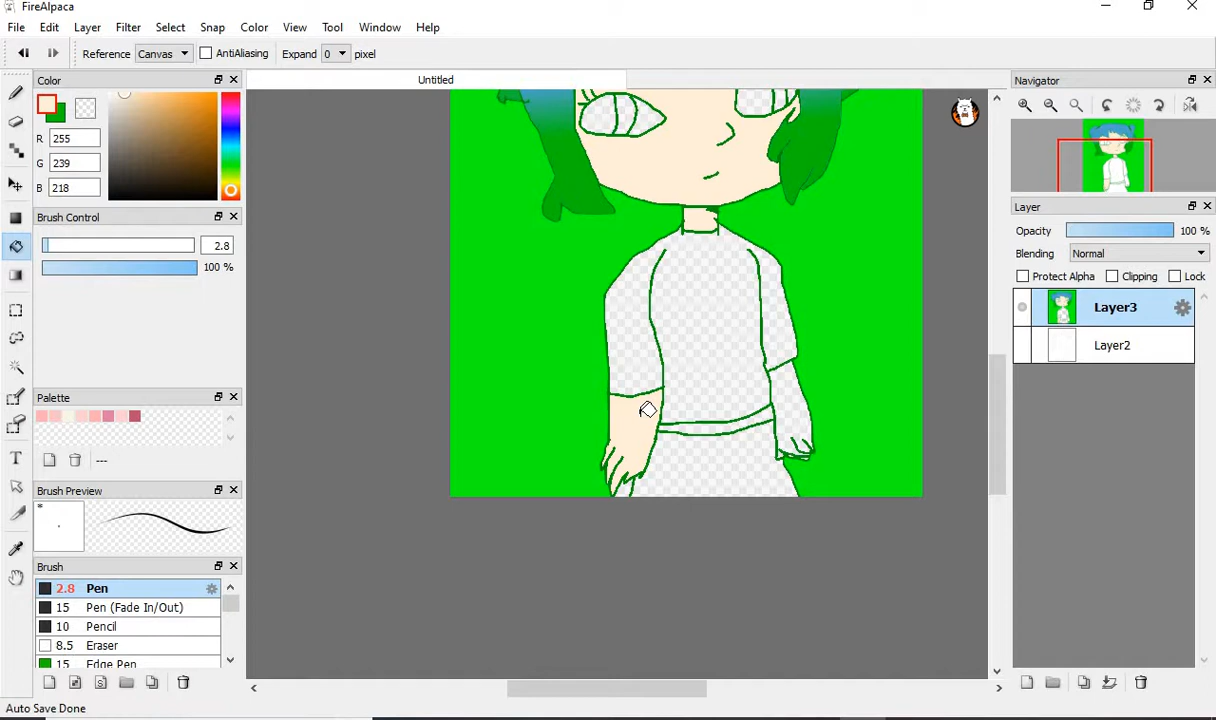 FireAlpaca
File Edit Layer Filter Select Snap Color View Tool Window Help
Reference Canvas AntiAliasing Expand 0 pixel
Color
Untitled
Navigator
R 255
G 239
B 218
Brush Control
2.8
100 %
Layer
Opacity 100 %
Blending Normal
Protect Alpha Clipping Lock
Layer3
Layer2
Palette
---
Brush Preview
*
Brush
2.8 Pen
15 Pen (Fade In/Out)
10 Pencil
8.5 Eraser
15 Edge Pen
Auto Save Done